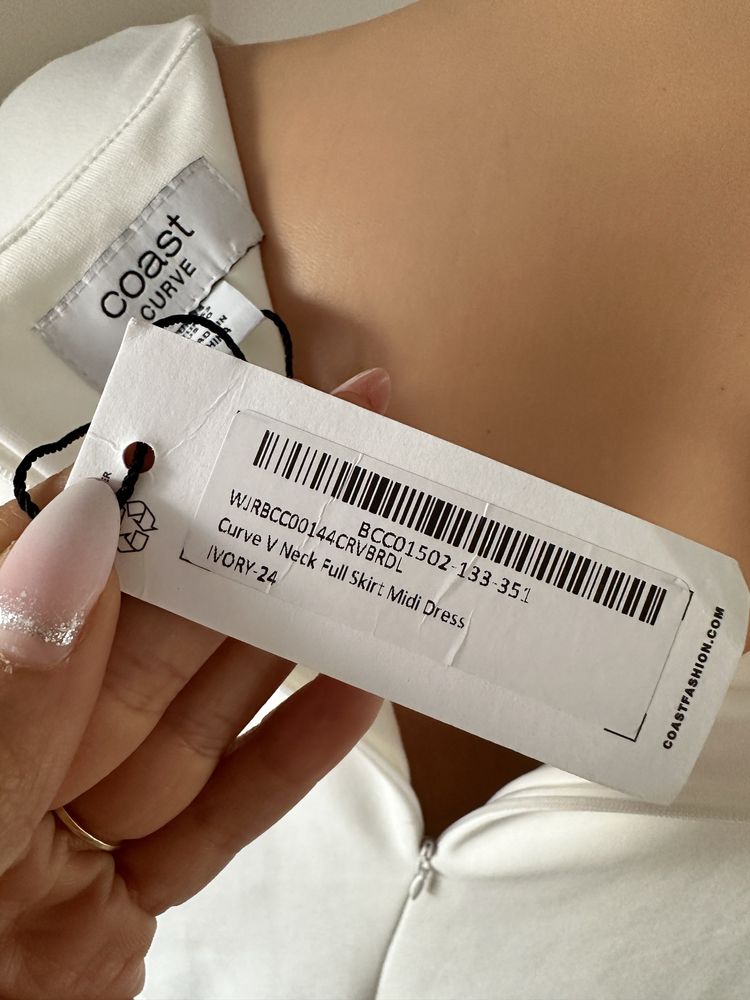 coast
CURVE
BCC01502-133-351
WJRBCC00144CRVBRDL
Curve V Neck Full Skirt Midi Dress
IVORY-24
COASTFASHION.COM